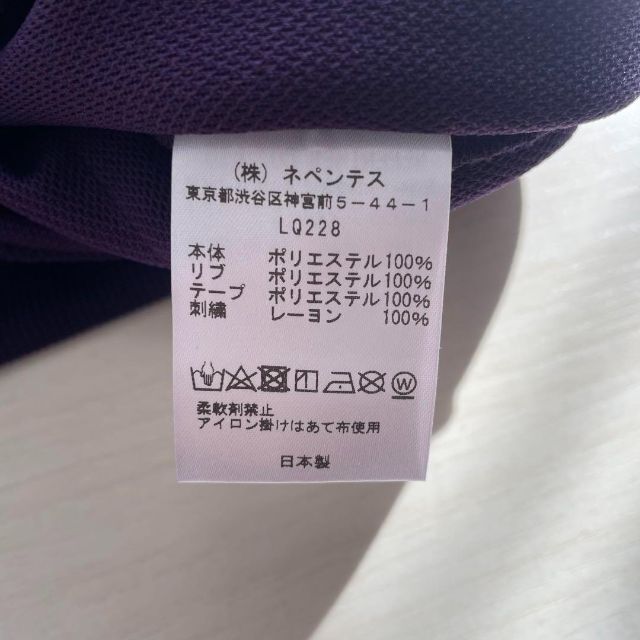 (株) ネペンテス
東京都渋谷区神宮前5-44-1
LQ228
本体 ポリエステル100%
リブ ポリエステル100%
テープ ポリエステル100%
刺繍 レーヨン 100%
W
柔軟剤禁止
アイロン掛けはあて布使用
日本製